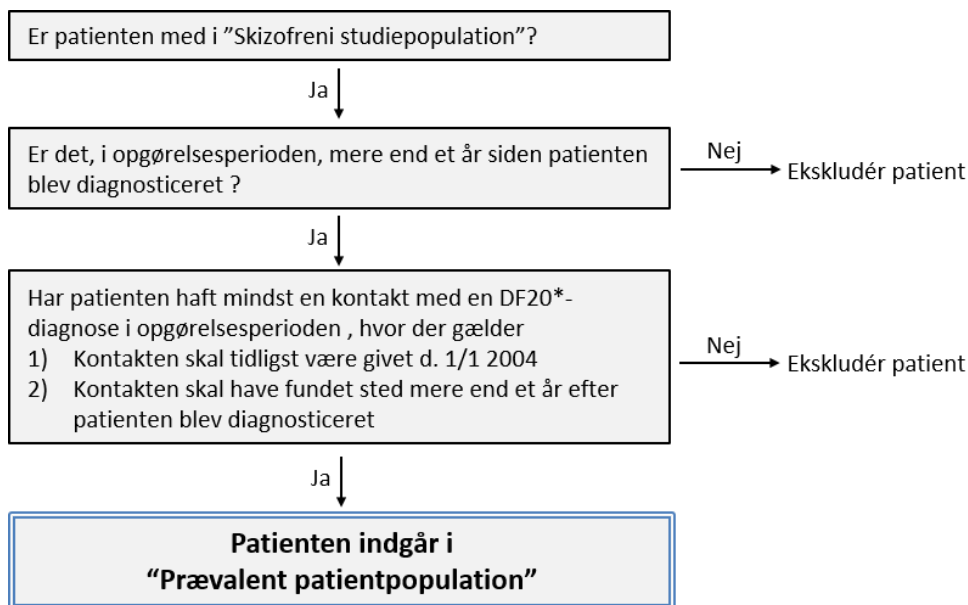 Er patienten med i ”Skizofreni studiepopulation”?
Ja
Er det, i opgørelsesperioden, mere end et år siden patienten
blev diagnosticeret ?
Nej
Ekskludér patient
Ja
Har patienten haft mindst en kontakt med en DF20*-
diagnose i opgørelsesperioden , hvor der gælder
1) Kontakten skal tidligst være givet d. 1/1 2004
2) Kontakten skal have fundet sted mere end et år efter
patienten blev diagnosticeret
Nej
Ekskludér patient
Ja
Patienten indgår i
“Prævalent patientpopulation”